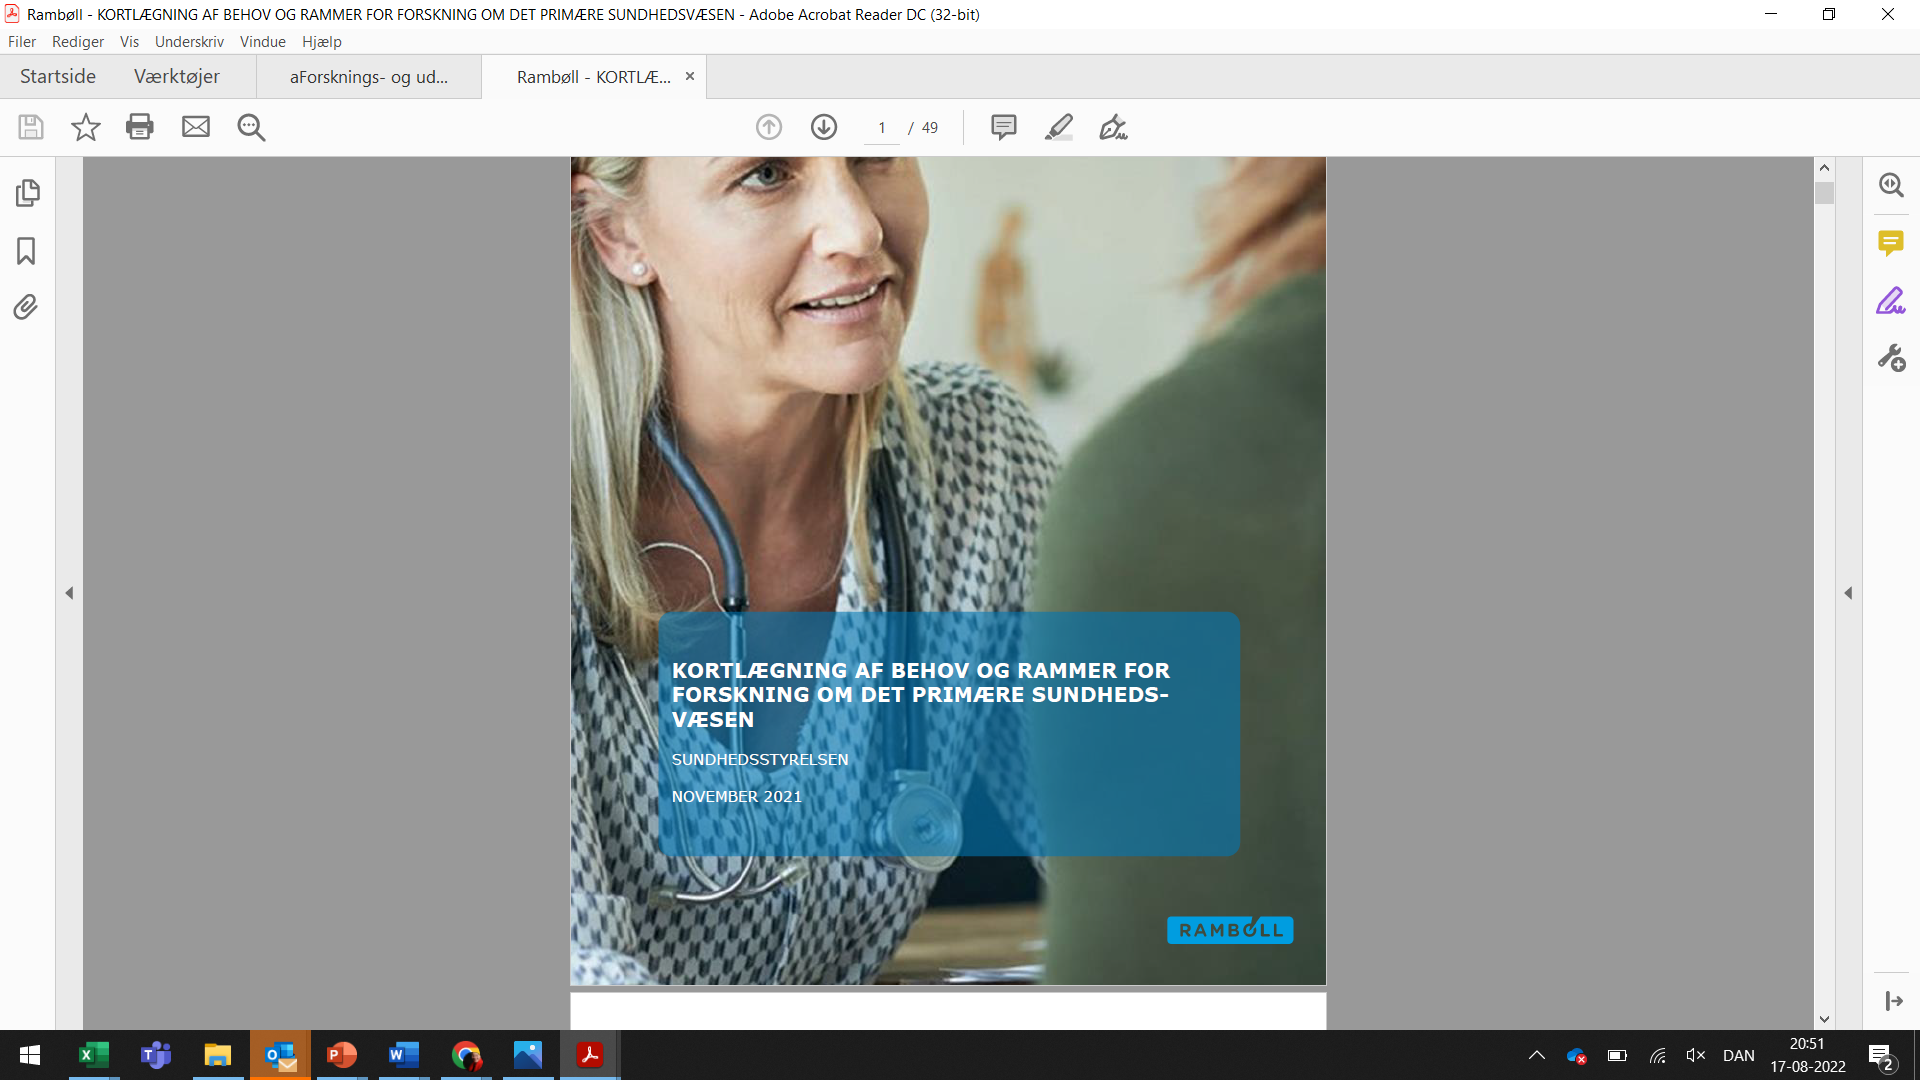 Rambøll - KORTLÆGNING AF BEHOV OG RAMMER FOR FORSKNING OM DET PRIMÆRE SUNDHEDSVÆSEN - Adobe Acrobat Reader DC (32-bit)
Filer Rediger Vis Underskriv Vindue Hjælp
Startside Værktøjer aForsknings- og ud... Rambøll - KORTLÆ...
1 / 49
KORTLÆGNING AF BEHOV OG RAMMER FOR
FORSKNING OM DET PRIMÆRE SUNDHEDS-
VÆSEN
SUNDHEDSSTYRELSEN
NOVEMBER 2021
RAMBØLL
DAN
20:51
17-08-2022
2